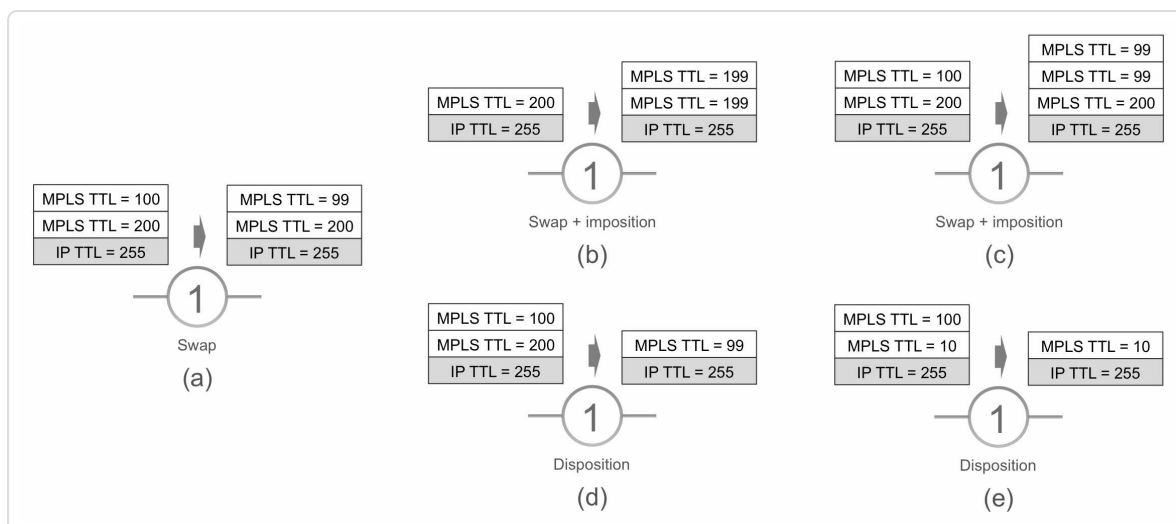 MPLS TTL = 100
MPLS TTL = 200
IP TTL = 255
MPLS TTL = 99
MPLS TTL = 200
IP TTL = 255
1
Swap
(a)
MPLS TTL = 200
IP TTL = 255
MPLS TTL = 199
MPLS TTL = 199
IP TTL = 255
1
Swap + imposition
(b)
MPLS TTL = 100
MPLS TTL = 200
IP TTL = 255
MPLS TTL = 99
MPLS TTL = 99
MPLS TTL = 200
IP TTL = 255
1
Swap + imposition
(c)
MPLS TTL = 100
MPLS TTL = 200
IP TTL = 255
MPLS TTL = 99
IP TTL = 255
1
Disposition
(d)
MPLS TTL = 100
MPLS TTL = 10
IP TTL = 255
MPLS TTL = 10
IP TTL = 255
1
Disposition
(e)